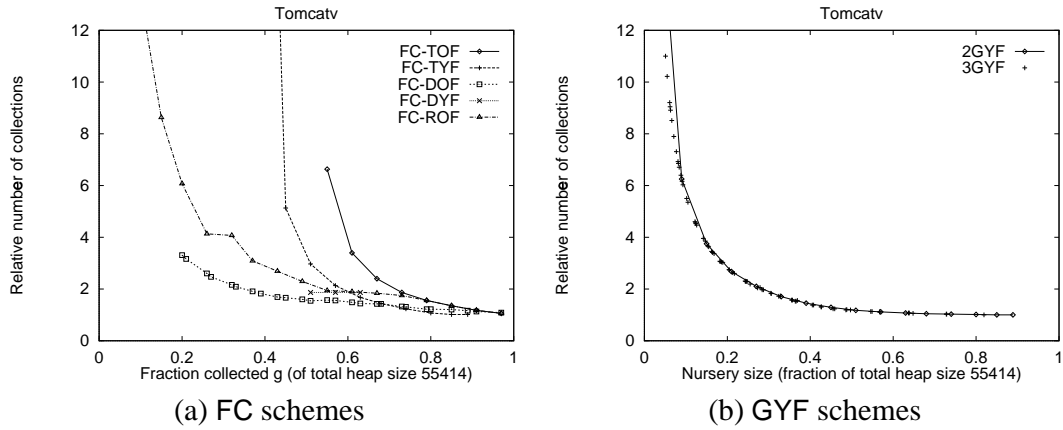 Tomcatv
12
10
8
6
4
2
0
Relative number of collections
FC-TOF
FC-TYF
FC-DOF
FC-DYF
FC-ROF
0 0.2 0.4 0.6 0.8 1
Fraction collected g (of total heap size 55414)
(a) FC schemes
Tomcatv
12
10
8
6
4
2
0
Relative number of collections
2GYF
3GYF
0 0.2 0.4 0.6 0.8 1
Nursery size (fraction of total heap size 55414)
(b) GYF schemes